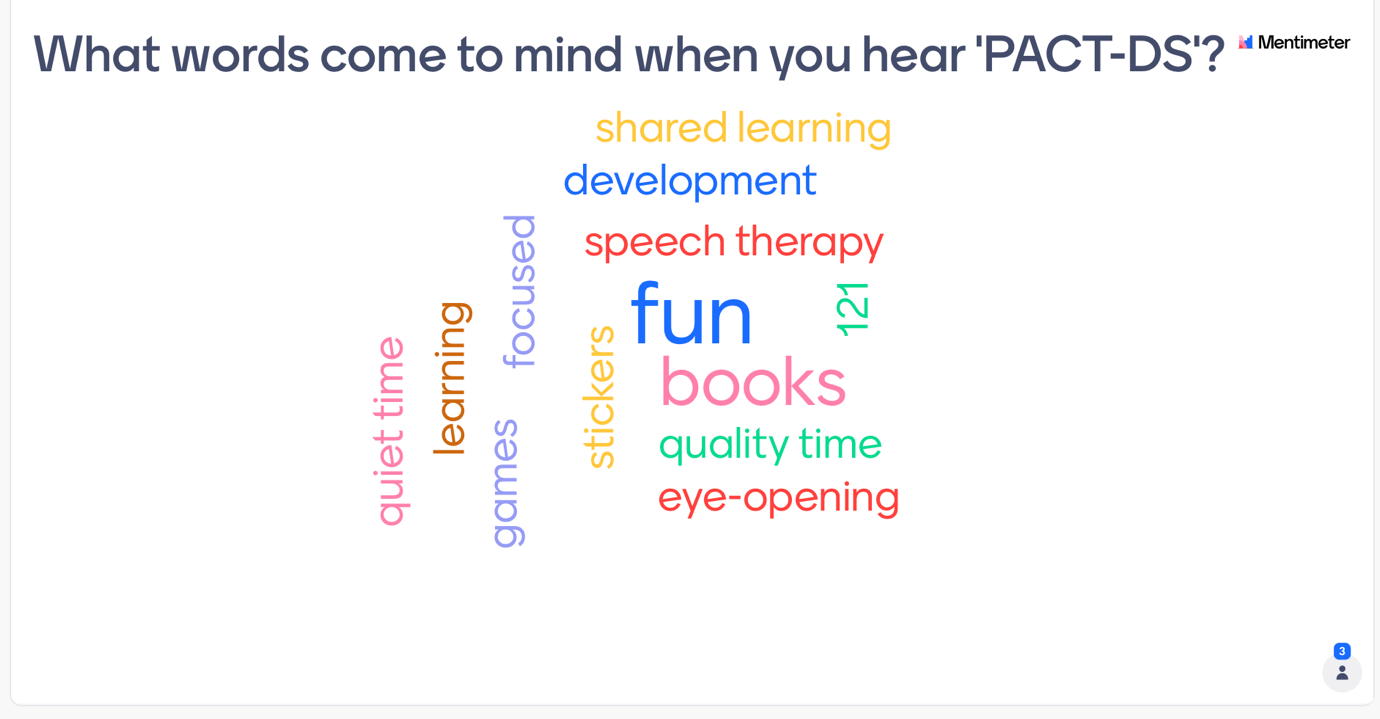 What words come to mind when you hear 'PACT-DS'?
Mentimeter
shared learning
development
speech therapy
focused
fun
121
learning
stickers
quiet time
books
games
quality time
eye-opening
3